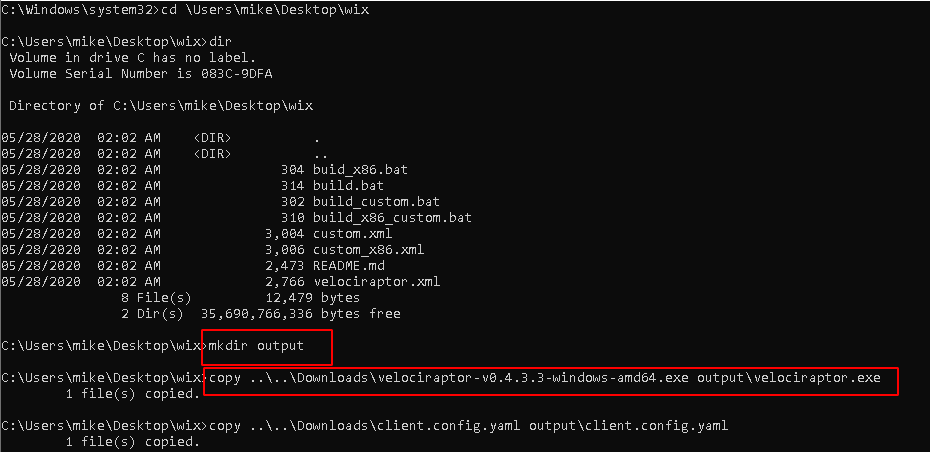 C:\Windows\system32>cd \Users\mike\Desktop\wix
C:\Users\mike\Desktop\wix>dir
 Volume in drive C has no label.
 Volume Serial Number is 083C-9DFA
 Directory of C:\Users\mike\Desktop\wix
05/28/2020  02:02 AM    <DIR>          .
05/28/2020  02:02 AM    <DIR>          ..
05/28/2020  02:02 AM               304 buid_x86.bat
05/28/2020  02:02 AM               314 build.bat
05/28/2020  02:02 AM               302 build_custom.bat
05/28/2020  02:02 AM               310 build_x86_custom.bat
05/28/2020  02:02 AM             3,004 custom.xml
05/28/2020  02:02 AM             3,006 custom_x86.xml
05/28/2020  02:02 AM             2,473 README.md
05/28/2020  02:02 AM             2,766 velociraptor.xml
               8 File(s)         12,479 bytes
               2 Dir(s)  35,690,766,336 bytes free
C:\Users\mike\Desktop\wix>mkdir output
C:\Users\mike\Desktop\wix>copy ..\..\Downloads\velociraptor-v0.4.3.3-windows-amd64.exe output\velociraptor.exe
        1 file(s) copied.
C:\Users\mike\Desktop\wix>copy ..\..\Downloads\client.config.yaml output\client.config.yaml
        1 file(s) copied.